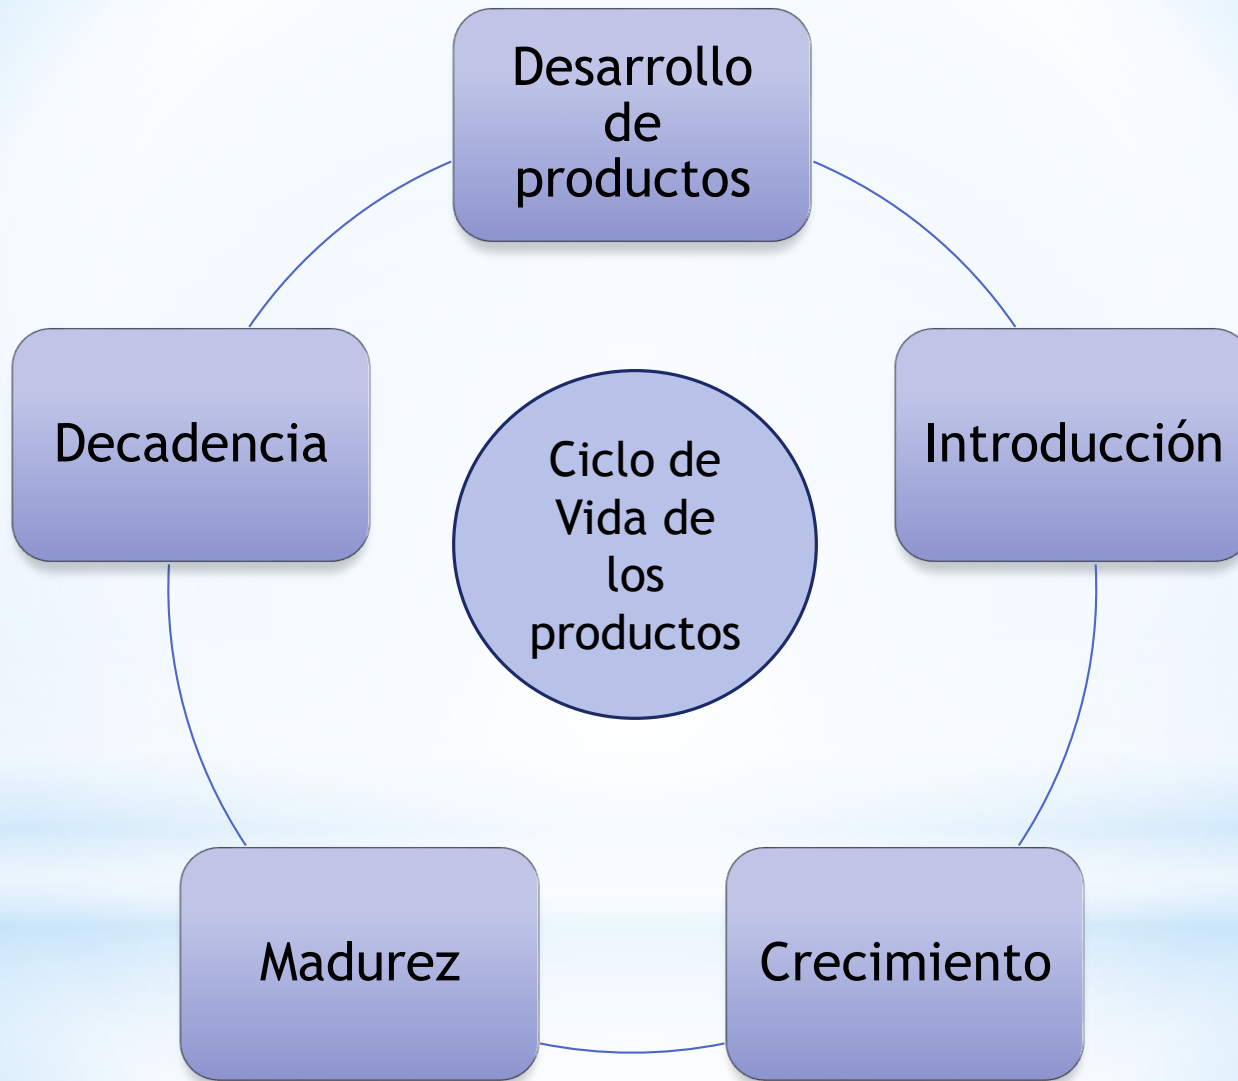 Desarrollo
de
productos
Introducción
Crecimiento
Madurez
Decadencia
Ciclo de
Vida de
los
productos